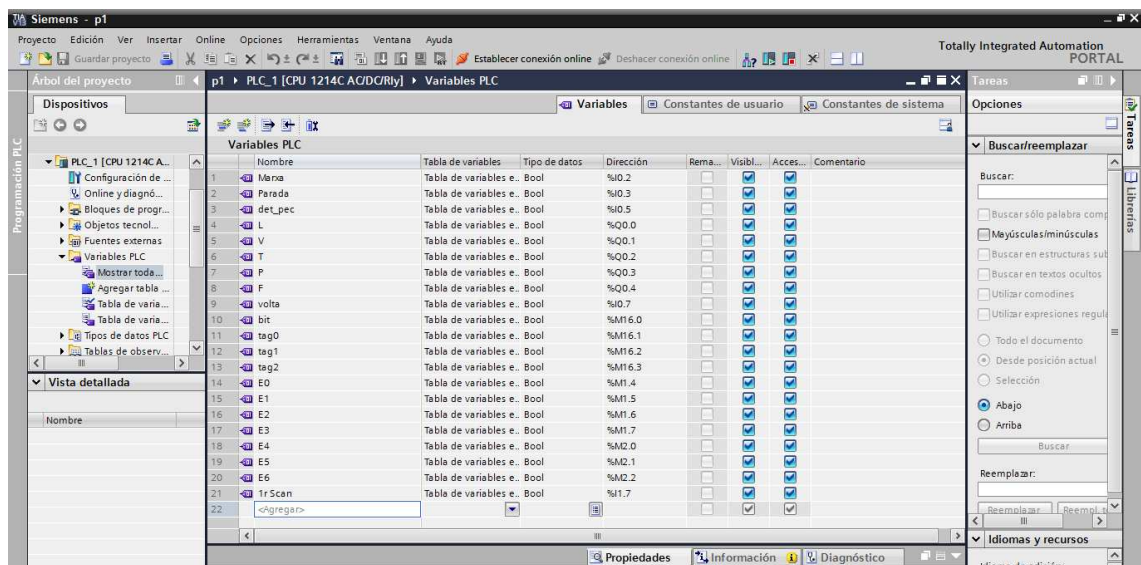 Siemens - p1
Proyecto Edición Ver Insertar Online Opciones Herramientas Ventana Ayuda
Totally Integrated Automation
PORTAL
Guardar proyecto
Establecer conexión online
Deshacer conexión online
Árbol del proyecto
p1 PLC_1 [CPU 1214C AC/DC/Rly] Variables PLC
Tareas
Dispositivos
Variables Constantes de usuario Constantes de sistema
Opciones
Programación PLC
Variables PLC
Nombre Tabla de variables Tipo de datos Dirección Rema... Visibl... Acces... Comentario
1 Marxa Tabla de variables e.. Bool %I0.2
2 Parada Tabla de variables e.. Bool %I0.3
3 det_pec Tabla de variables e.. Bool %I0.5
4 L Tabla de variables e.. Bool %Q0.0
5 V Tabla de variables e.. Bool %Q0.1
6 T Tabla de variables e.. Bool %Q0.2
7 P Tabla de variables e.. Bool %Q0.3
8 F Tabla de variables e.. Bool %Q0.4
9 volta Tabla de variables e.. Bool %I0.7
10 bit Tabla de variables e.. Bool %M16.0
11 tag0 Tabla de variables e.. Bool %M16.1
12 tag1 Tabla de variables e.. Bool %M16.2
13 tag2 Tabla de variables e.. Bool %M16.3
14 E0 Tabla de variables e.. Bool %M1.4
15 E1 Tabla de variables e.. Bool %M1.5
16 E2 Tabla de variables e.. Bool %M1.6
17 E3 Tabla de variables e.. Bool %M1.7
18 E4 Tabla de variables e.. Bool %M2.0
19 E5 Tabla de variables e.. Bool %M2.1
20 E6 Tabla de variables e.. Bool %M2.2
21 1r Scan Tabla de variables e.. Bool %I1.7
22 <Agregar>
PLC_1 [CPU 1214C A...
Configuración de ...
Online y diagnó...
Bloques de progr...
Objetos tecnol...
Fuentes externas
Variables PLC
Mostrar toda...
Agregar tabla ...
Tabla de varia...
Tabla de varia...
Tipos de datos PLC
Tablas de observ...
Vista detallada
Nombre
Buscar/reemplazar
Buscar:
Buscar sólo palabra comp
Mayúsculas/minúsculas
Buscar en estructuras sub
Buscar en textos ocultos
Utilizar comodines
Utilizar expresiones regula
Todo el documento
Desde posición actual
Selección
Abajo
Arriba
Buscar
Reemplazar:
Reemplazar Reempl. t
Idiomas y recursos
Tareas
Librerías
Propiedades Información Diagnóstico